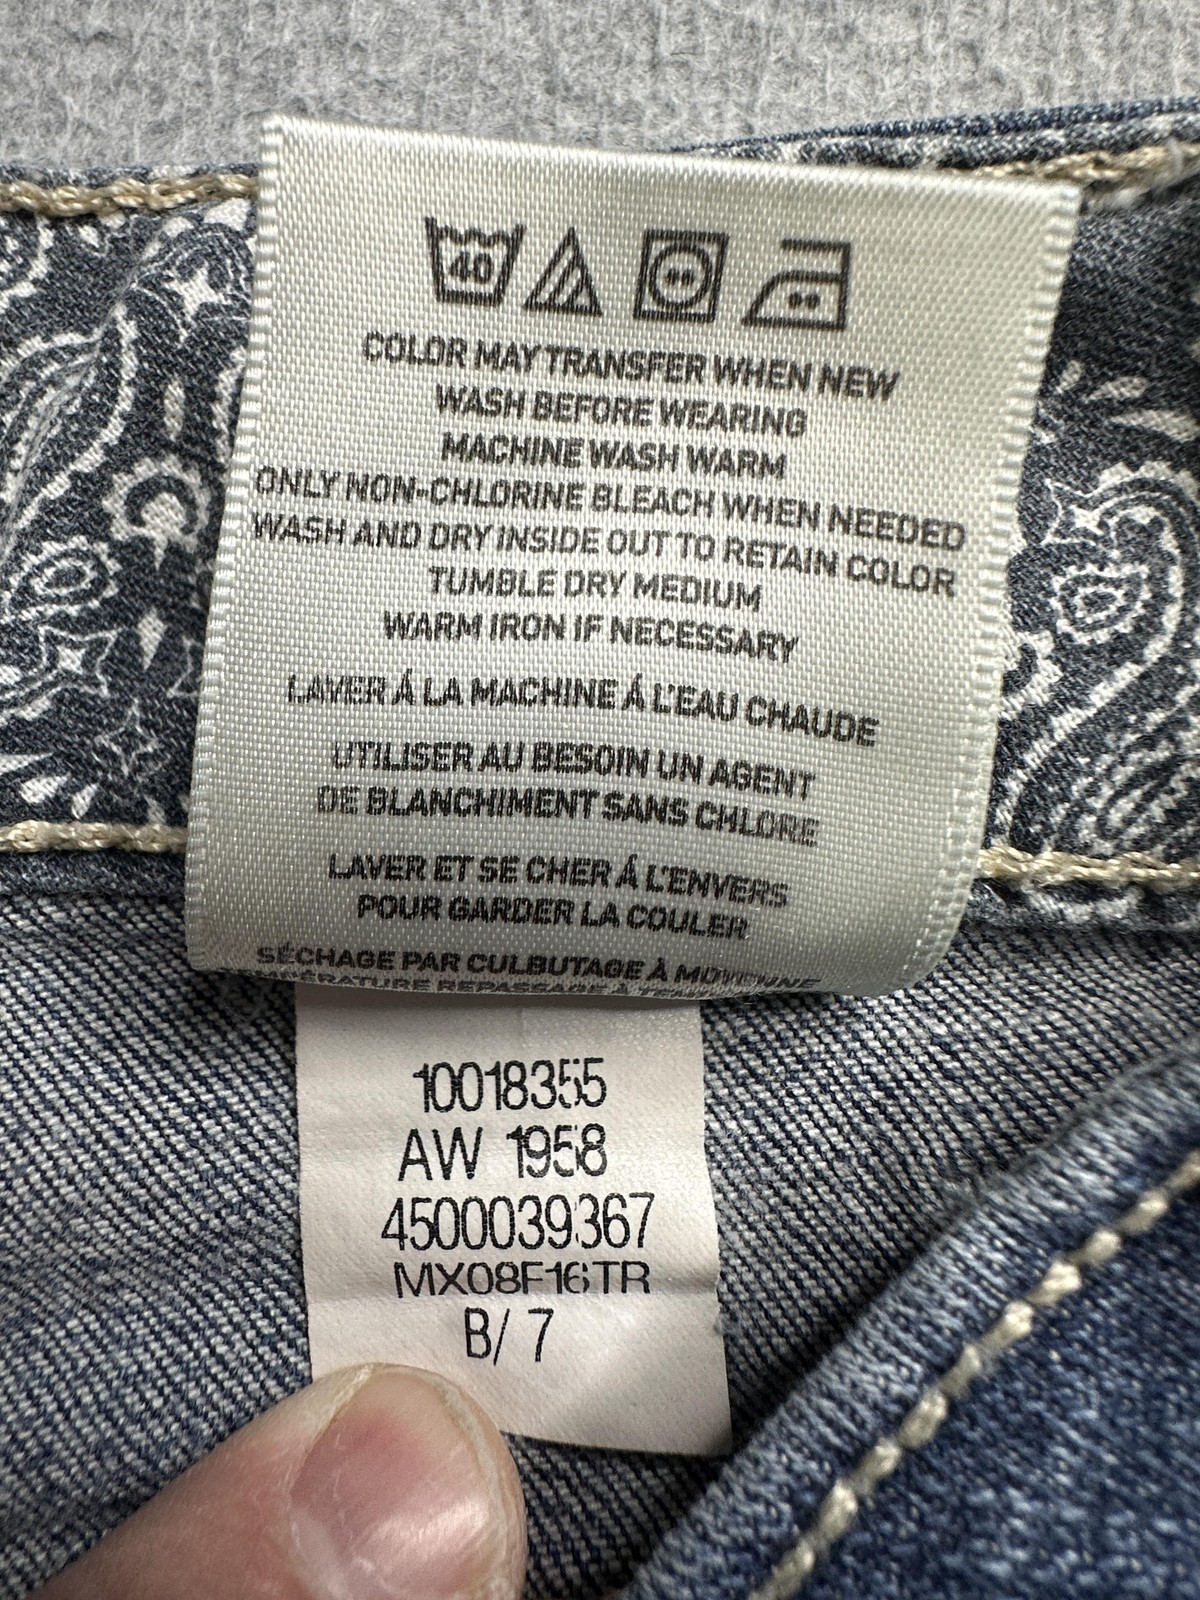 40
COLOR MAY TRANSFER WHEN NEW
WASH BEFORE WEARING
MACHINE WASH WARM
ONLY NON-CHLORINE BLEACH WHEN NEEDED
WASH AND DRY INSIDE OUT TO RETAIN COLOR
TUMBLE DRY MEDIUM
WARM IRON IF NECESSARY
LAVER Á LA MACHINE Á L'EAU CHAUDE
UTILISER AU BESOIN UN AGENT
DE BLANCHIMENT SANS CHLORE
LAVER ET SE CHER Á L'ENVERS
POUR GARDER LA COULER
SÉCHAGE PAR CULBUTAGE À MOYENNE
REPASSAGE À
10018355
AW 1958
4500039367
MX08F16TR
B/ 7